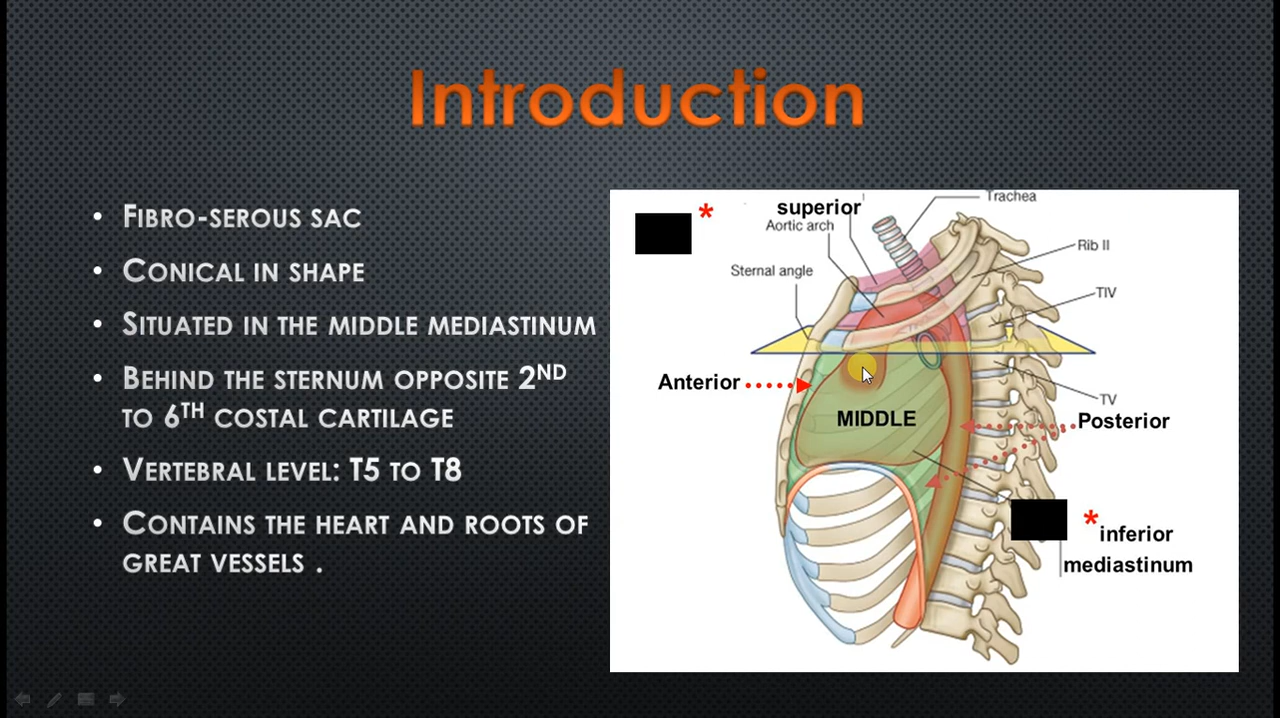 Introduction
• Fibro-serous sac
• Conical in shape
• Situated in the middle mediastinum
• Behind the sternum opposite 2nd
to 6th costal cartilage
• Vertebral level: T5 to T8
• Contains the heart and roots of
great vessels .
*
superior
Trachea
Aortic arch
Rib II
Sternal angle
TIV
Anterior
TV
MIDDLE
Posterior
*
inferior
mediastinum